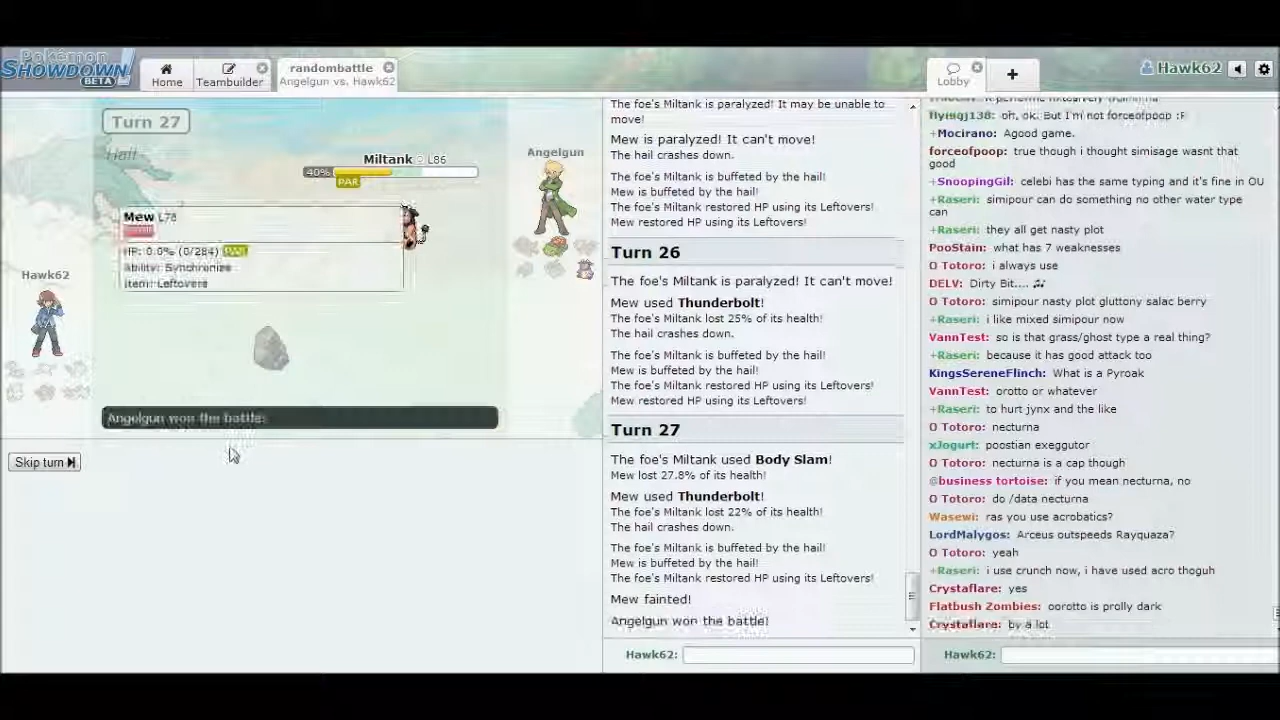 Pokémon
SHOWDOWN!
BETA
Home
Teambuilder
randombattle
Angelgun vs. Hawk62
Lobby
+
Hawk62
Turn 27
Hail
Miltank L86
40%
PAR
Mew L78
HP: 0.0% (0/284) PAR
Ability: Synchronize
Item: Leftovers
Hawk62
Angelgun
Angelgun won the battle!
Skip turn
The foe's Miltank is paralyzed! It may be unable to
move!
Mew is paralyzed! It can't move!
The hail crashes down.
The foe's Miltank is buffeted by the hail!
Mew is buffeted by the hail!
The foe's Miltank restored HP using its Leftovers!
Mew restored HP using its Leftovers!
Turn 26
The foe's Miltank is paralyzed! It can't move!
Mew used Thunderbolt!
The foe's Miltank lost 25% of its health!
The hail crashes down.
The foe's Miltank is buffeted by the hail!
Mew is buffeted by the hail!
The foe's Miltank restored HP using its Leftovers!
Mew restored HP using its Leftovers!
Turn 27
The foe's Miltank used Body Slam!
Mew lost 27.8% of its health!
Mew used Thunderbolt!
The foe's Miltank lost 22% of its health!
The hail crashes down.
The foe's Miltank is buffeted by the hail!
Mew is buffeted by the hail!
The foe's Miltank restored HP using its Leftovers!
Mew fainted!
Angelgun won the battle!
Hawk62:
flyingj138: oh, ok. But I'm not forceofpoop :P
+Mocirano: Agood game.
forceofpoop: true though i thought simisage wasnt that
good
+SnoopingGil: celebi has the same typing and it's fine in OU
+Raseri: simipour can do something no other water type
can
+Raseri: they all get nasty plot
PooStain: what has 7 weaknesses
O Totoro: i always use
DELV: Dirty Bit.... ♫
O Totoro: simipour nasty plot gluttony salac berry
+Raseri: i like mixed simipour now
VannTest: so is that grass/ghost type a real thing?
+Raseri: because it has good attack too
KingsSereneFlinch: What is a Pyroak
VannTest: orotto or whatever
+Raseri: to hurt jynx and the like
O Totoro: necturna
xJogurt: poostian exeggutor
O Totoro: necturna is a cap though
@business tortoise: if you mean necturna, no
O Totoro: do /data necturna
Wasewi: ras you use acrobatics?
LordMalygos: Arceus outspeeds Rayquaza?
O Totoro: yeah
+Raseri: i use crunch now, i have used acro thoguh
Crystaflare: yes
Flatbush Zombies: oorotto is prolly dark
Crystaflare: by a lot
Hawk62: